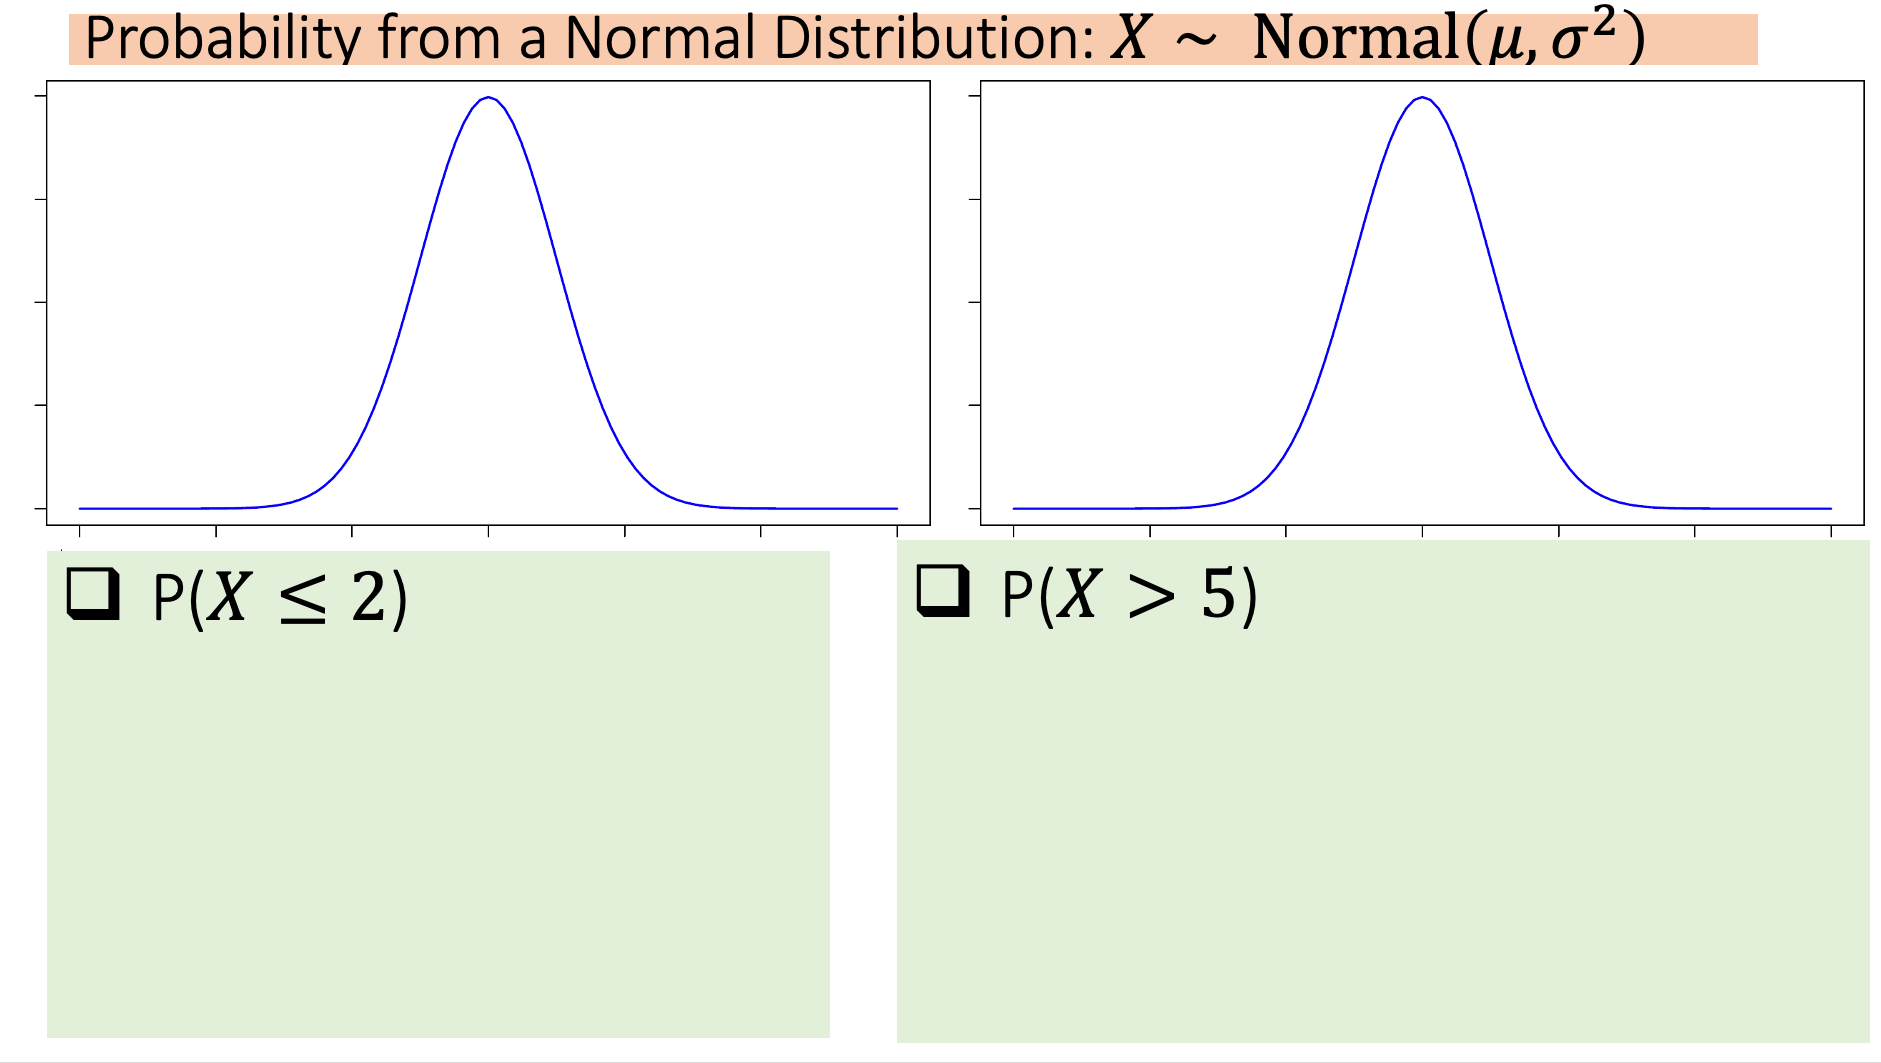 Probability from a Normal Distribution: X ~ Normal(μ, σ²)
❑ P(X ≤ 2)
❑ P(X > 5)